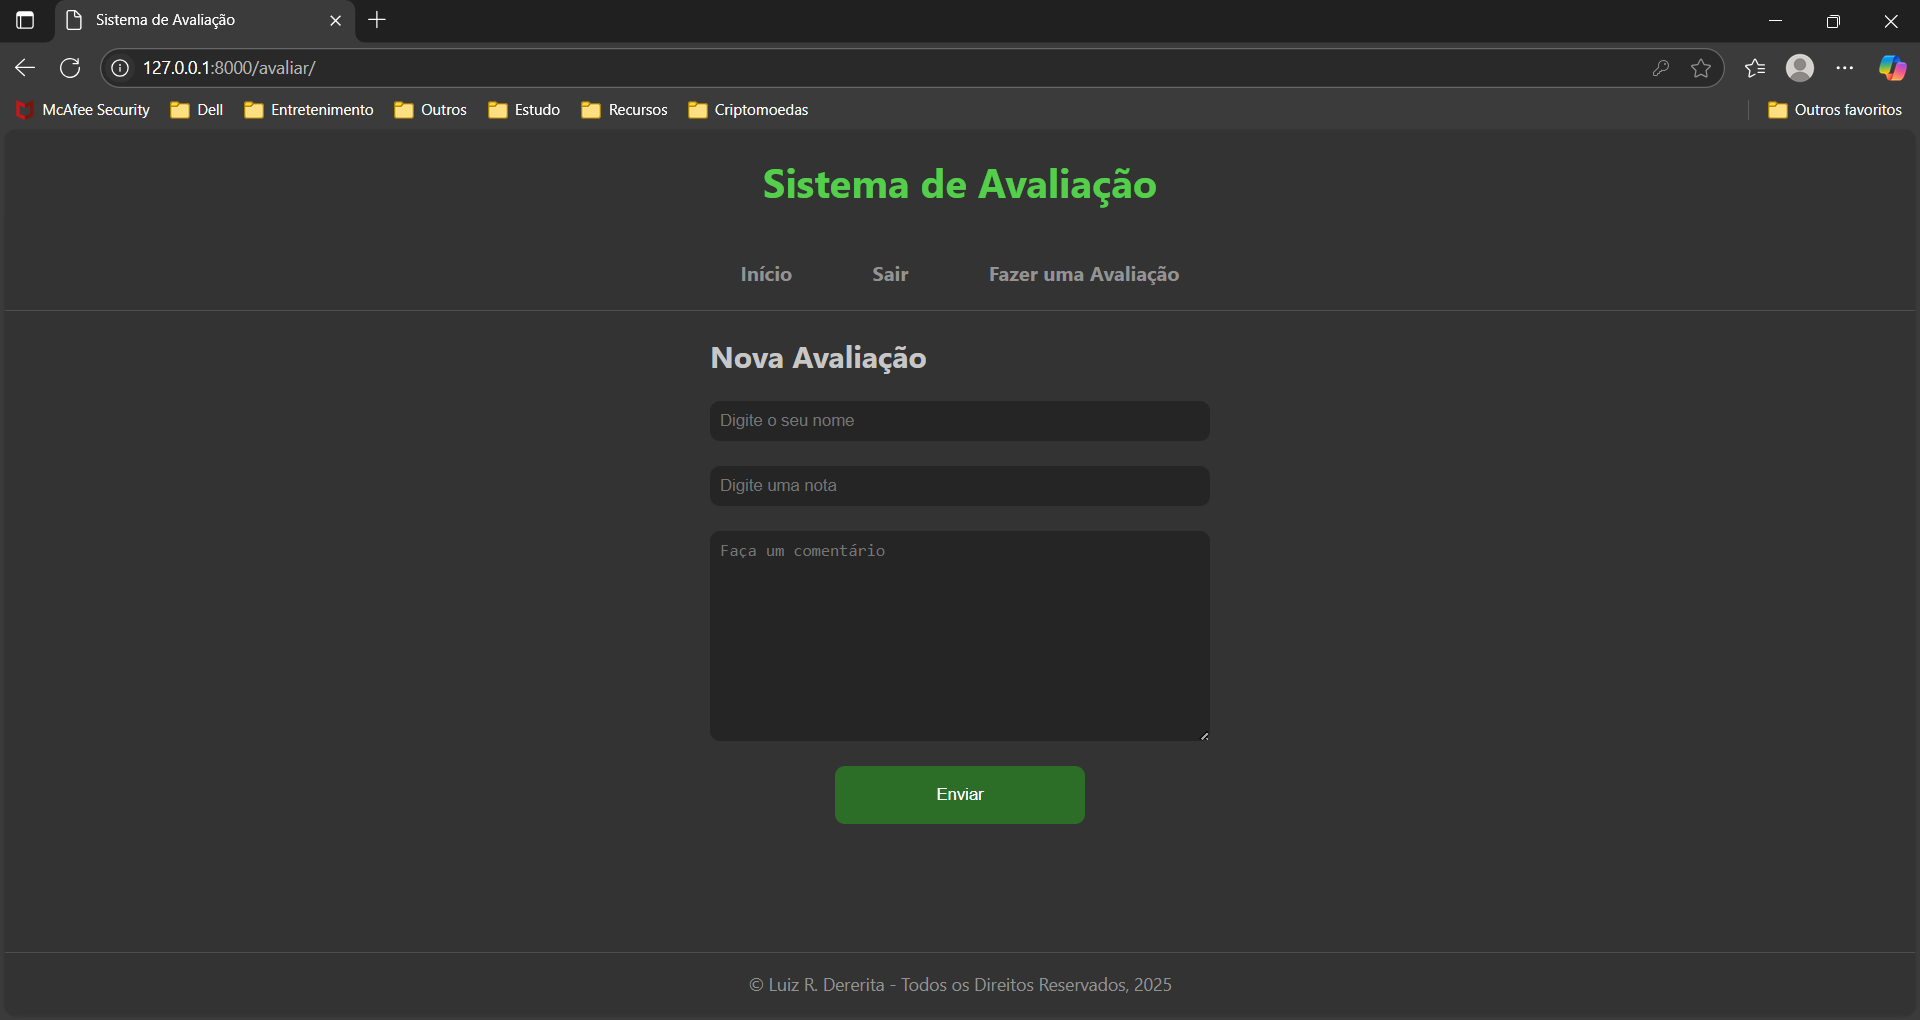 Sistema de Avaliação
127.0.0.1:8000/avaliar/
McAfee Security Dell Entretenimento Outros Estudo Recursos Criptomoedas Outros favoritos
Sistema de Avaliação
Início Sair Fazer uma Avaliação
Nova Avaliação
Digite o seu nome
Digite uma nota
Faça um comentário
Enviar
© Luiz R. Dererita - Todos os Direitos Reservados, 2025